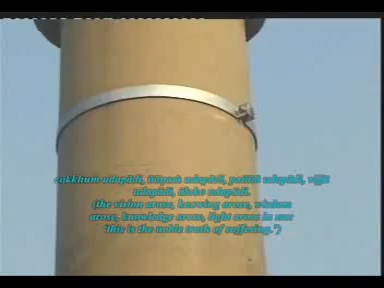 cakkhum udapādi, ñāṇaṁ udapādi, paññā udapādi, vijjā
udapādi, āloko udapādi.
(the vision arose, knowing arose, wisdom
arose, knowledge arose, light arose in me:
'this is the noble truth of suffering.")